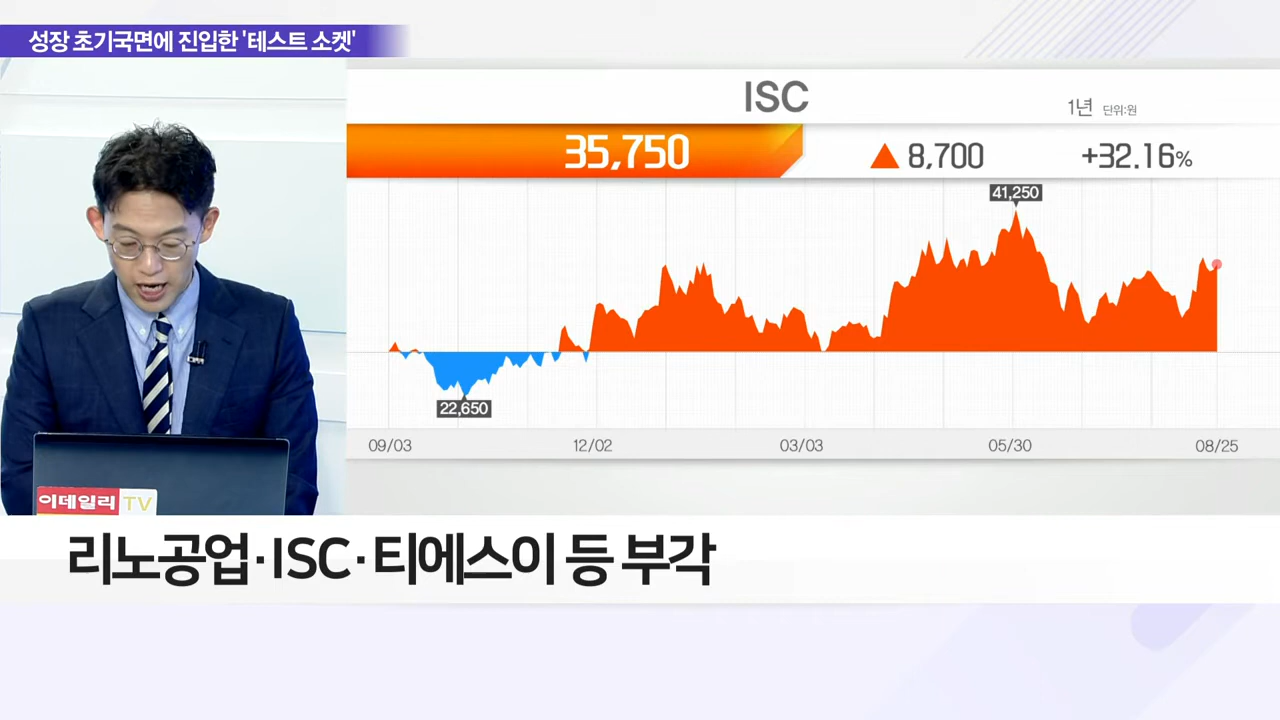 성장 초기국면에 진입한 '테스트 소켓'
ISC
1년 단위:원
35,750
▲ 8,700
+32.16%
41,250
22,650
09/03
12/02
03/03
05/30
08/25
이데일리 TV
리노공업·ISC·티에스이 등 부각